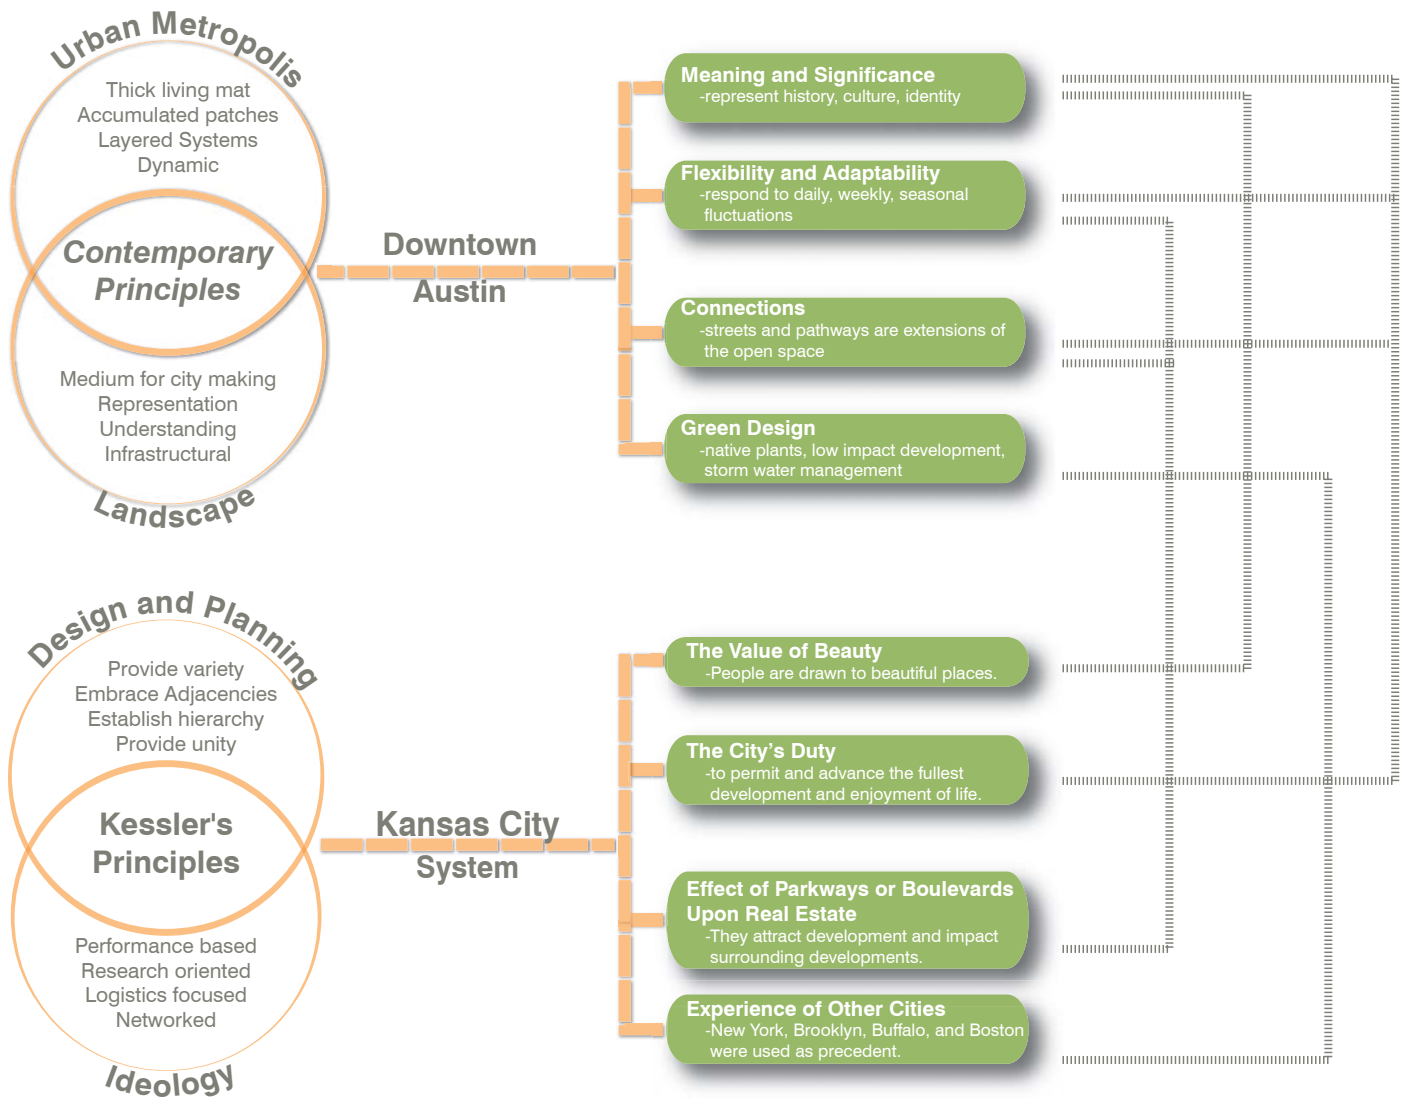 Urban Metropolis
Thick living mat
Accumulated patches
Layered Systems
Dynamic
Contemporary
Principles
Medium for city making
Representation
Understanding
Infrastructural
Landscape
Downtown
Austin
Meaning and Significance
-represent history, culture, identity
Flexibility and Adaptability
-respond to daily, weekly, seasonal
fluctuations
Connections
-streets and pathways are extensions of
the open space
Green Design
-native plants, low impact development,
storm water management
Design and Planning
Provide variety
Embrace Adjacencies
Establish hierarchy
Provide unity
Kessler's
Principles
Performance based
Research oriented
Logistics focused
Networked
Ideology
Kansas City
System
The Value of Beauty
-People are drawn to beautiful places.
The City’s Duty
-to permit and advance the fullest
development and enjoyment of life.
Effect of Parkways or Boulevards
Upon Real Estate
-They attract development and impact
surrounding developments.
Experience of Other Cities
-New York, Brooklyn, Buffalo, and Boston
were used as precedent.